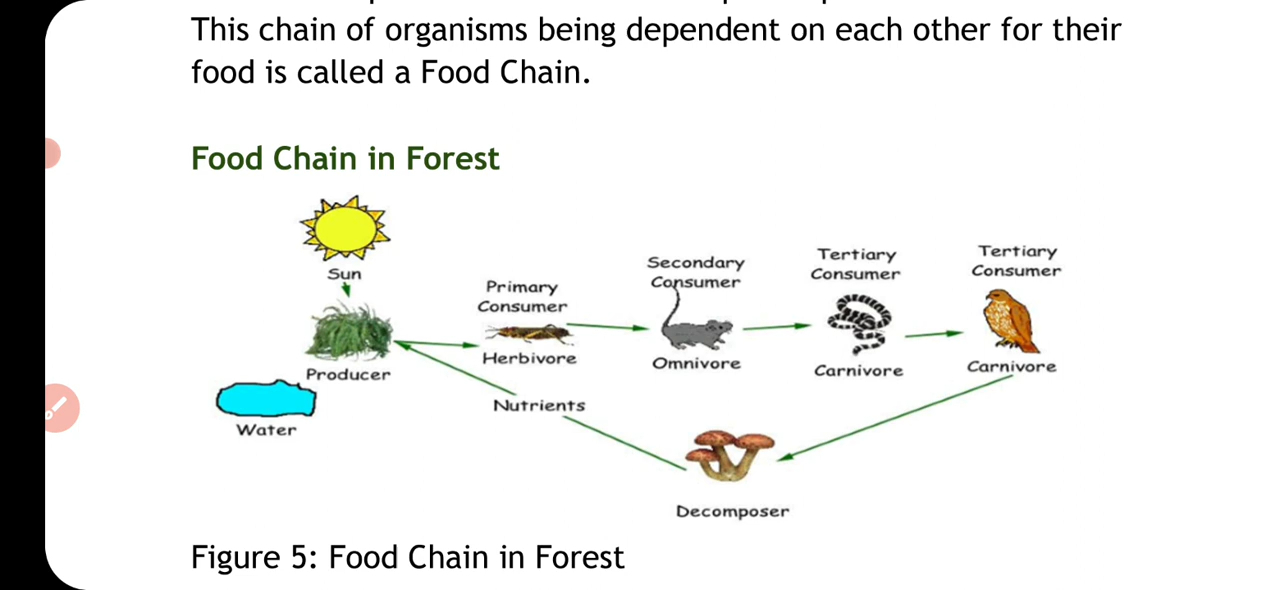 This chain of organisms being dependent on each other for their
food is called a Food Chain.
Food Chain in Forest
Sun
Producer
Water
Primary
Consumer
Herbivore
Secondary
Consumer
Omnivore
Tertiary
Consumer
Carnivore
Tertiary
Consumer
Carnivore
Nutrients
Decomposer
Figure 5: Food Chain in Forest